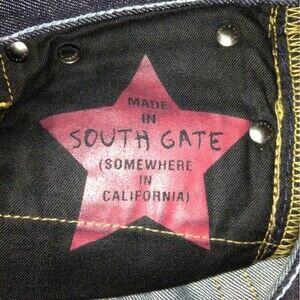 MADE
IN
SOUTH GATE
(SOMEWHERE
IN
CALIFORNIA)